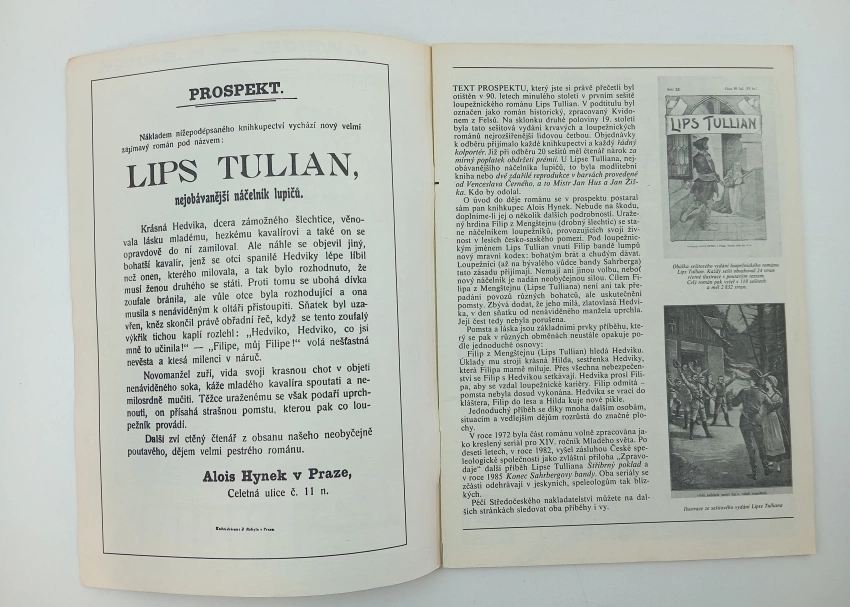 PROSPEKT.
Nákladem nížepodepsaného knihkupectví vychází nový velmi
zajímavý román pod názvem:
LIPS TULIAN,
nejobávanější náčelník lupičů.
Krásná Hedvika, dcera zámožného šlechtice, věno-
vala lásku mladému, hezkému kavalírovi a také on se
opravdově do ní zamiloval. Ale náhle se objevil jiný,
bohatší kavalír, jenž se otci spanilé Hedviky lépe líbil
než onen, kterého milovala, a tak bylo rozhodnuto, že
musí ženou druhého se státi. Proti tomu se ubohá dívka
zoufale bránila, ale vůle otce byla rozhodující a ona
musila s nenáviděným k oltáři přistoupiti. Sňatek byl uza-
vřen, kněz skončil právě obřadní řeč, když se tento zoufalý
výkřik tichou kaplí rozlehl: „Hedviko, Hedviko, co jsi
mně to učinila!" — „Filipe, můj Filipe!" volá nešťastná
nevěsta a klesá milenci v náruč.
Novomanžel zuří, vida svoji krasnou chot v objetí
nenáviděného soka, káže mladého kavalíra spoutati a ne-
milosrdně mučiti. Těžce uraženému se však podaří uprch-
nouti, on přísahá strašnou pomstu, kterou pak co lou-
pežník provádí.
Další zví ctěný čtenář z obsanu našeho neobyčejně
poutavého, dějem velmi pestrého románu.
Alois Hynek v Praze,
Celetná ulice č. 11 n.
TEXT PROSPEKTU, který jste si právě přečetli byl
otištěn v 90. letech minulého století v prvním sešitě
loupežnického románu Lips Tullian. V podtitulu byl
označen jako román historický, zpracovaný Kvido-
nem z Felsů. Na sklonku druhé poloviny 19. století
byla tato sešitová vydání krvavých a loupežnických
románů nejrozšířenější lidovou četbou. Objednávky
k odběru přijímalo každé knihkupectví a každý řádný
kolportér. Již při odběru 20 sešitů měl čtenář nárok za
mírný poplatek obdržeti prémii. U Lipse Tulliana, nej-
obávanějšího náčelníka lupičů, to byla modlitební
kniha nebo dvě zdařilé reprodukce v barvách provedené
od Venceslava Černého, a to Mistr Jan Hus a Jan Žiž-
ka. Kdo by odolal.
O úvod do děje románu se v prospektu postaral
sám pan knihkupec Alois Hynek. Nebude na škodu,
doplníme-li jej o několik dalších podrobností. Uraže-
ný hrdina Filip z Mengštejnu (drobný šlechtic) se sta-
ne náčelníkem loupežníků, provozujících svoji živ-
nost v lesích česko-saského pomezí. Pod loupežnic-
kým jménem Lips Tullian vnutí Filip bandě lumpů
nový mravní kodex: bohatým brát a chudým dávat.
Loupežníci (až na bývalého vůdce bandy Sahrberga)
tuto zásadu přijímají. Nemají ani jinou volbu, neboť
nový náčelník je nadán neobyčejnou silou. Cílem Fi-
lipa z Mengštejnu (Lipse Tulliana) není ani tak pře-
padání povozů různých boháčů, ale uskutečnění
pomsty. Zbývá dodat, že jeho milá, zlatovlasá Hedvi-
ka, v den sňatku od nenáviděného manžela uprchla.
Její čest tedy nebyla porušena.
Pomsta a láska jsou základními prvky příběhu, kte-
rý se pak v různých obměnách neustále opakuje po-
dle jednoduché osnovy:
Filip z Mengštejnu (Lips Tullian) hledá Hedviku.
Úklady mu strojí krásná Hilda, sestřenka Hedviky,
která Filipa marně miluje. Přes všechna nebezpečen-
ství se Filip s Hedvikou setkávají. Hedvika prosí Fili-
pa, aby se vzdal loupežnické kariéry. Filip odmítá –
pomsta nebyla dosud vykonána. Hedvika se vrací do
kláštera, Filip do lesa a Hilda kuje nové pikle.
Jednoduchý příběh se díky mnoha dalším osobám,
situacím a vedlejším dějům rozrůstá do značné plo-
chy.
V roce 1972 byla část románu volně zpracována ja-
ko kreslený seriál pro XIV. ročník Mladého světa. Po
deseti letech, v roce 1982, vyšel zásluhou České spe-
leologické společnosti jako zvláštní příloha „Zpravo-
daje" další příběh Lipse Tulliana Stříbrný poklad a
v roce 1985 Konec Sahrbergovy bandy. Oba seriály se
zčásti odehrávají v jeskyních, speleologům tak blíz-
kých.
Péčí Středočeského nakladatelství můžete na dal-
ších stránkách sledovat oba příběhy i vy.
LIPS TULLIAN
Obálka sešitového vydání loupežnického románu
Lips Tullian. Každý sešit obsahoval 24 stran
včetně ilustrace v poutavým textem.
Celý román pak vyšel v 118 sešitech
a měl 2 832 stran.
Ilustrace ze sešitového vydání Lipse Tulliana